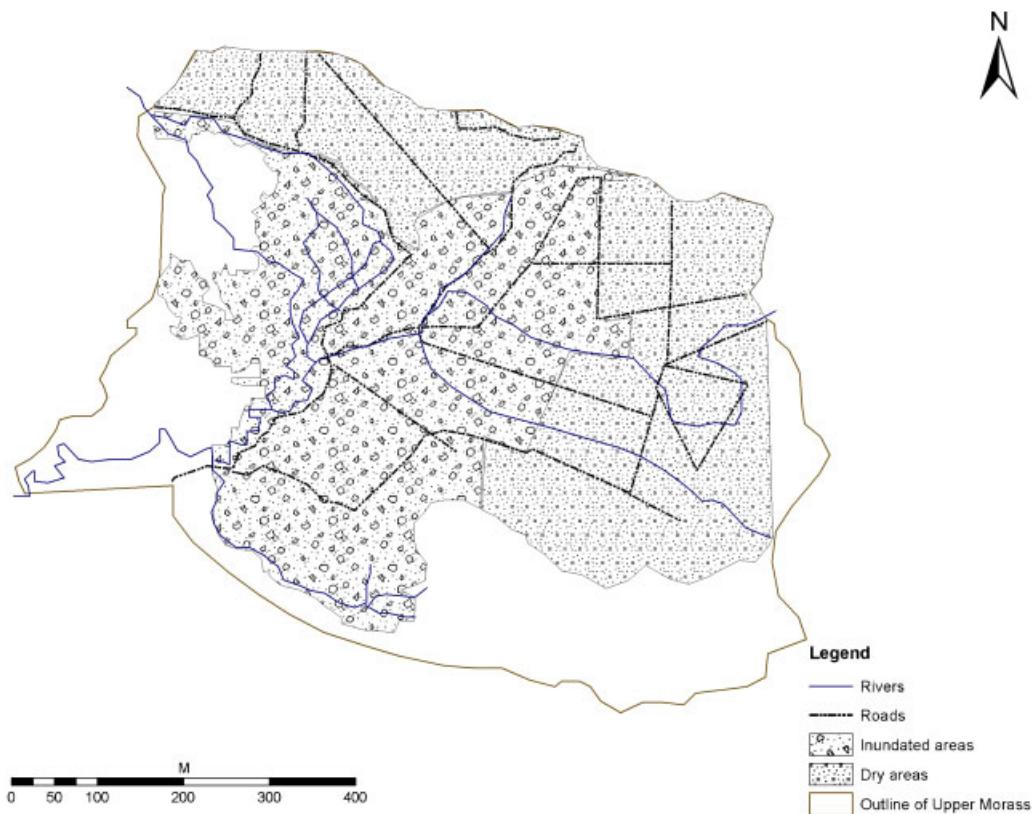 N
Legend
Rivers
Roads
Inundated areas
Dry areas
Outline of Upper Morass
M
0 50 100 200 300 400